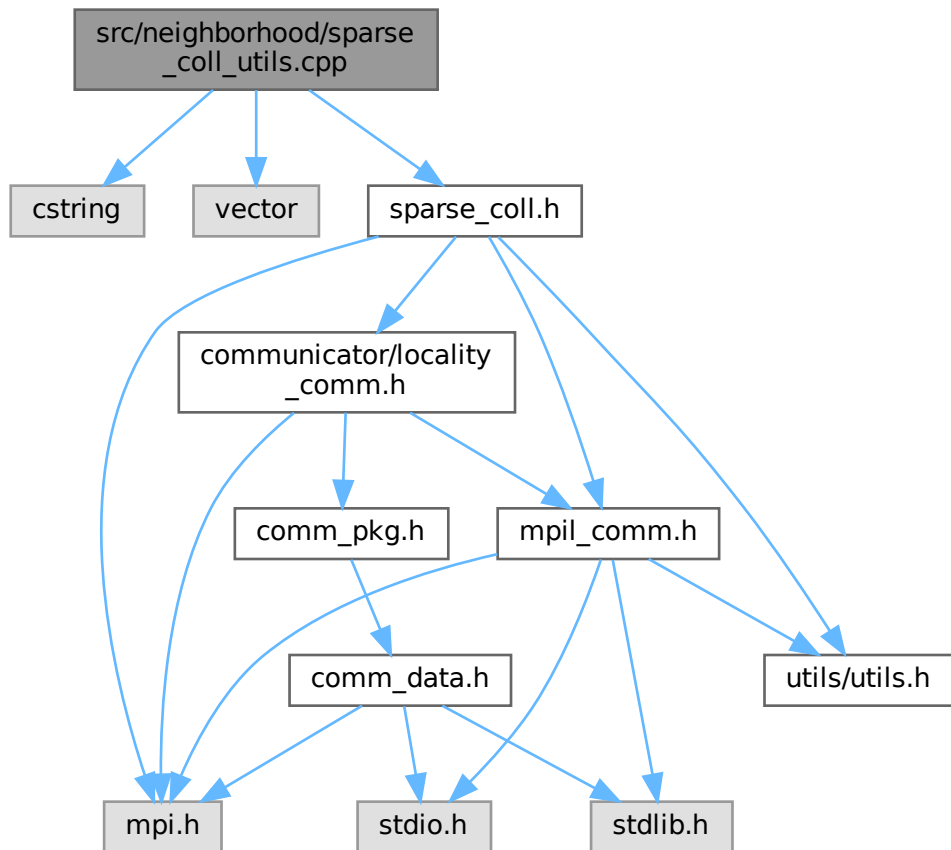 src/neighborhood/sparse
_coll_utils.cpp
cstring
vector
sparse_coll.h
communicator/locality
_comm.h
comm_pkg.h
mpil_comm.h
comm_data.h
utils/utils.h
mpi.h
stdio.h
stdlib.h